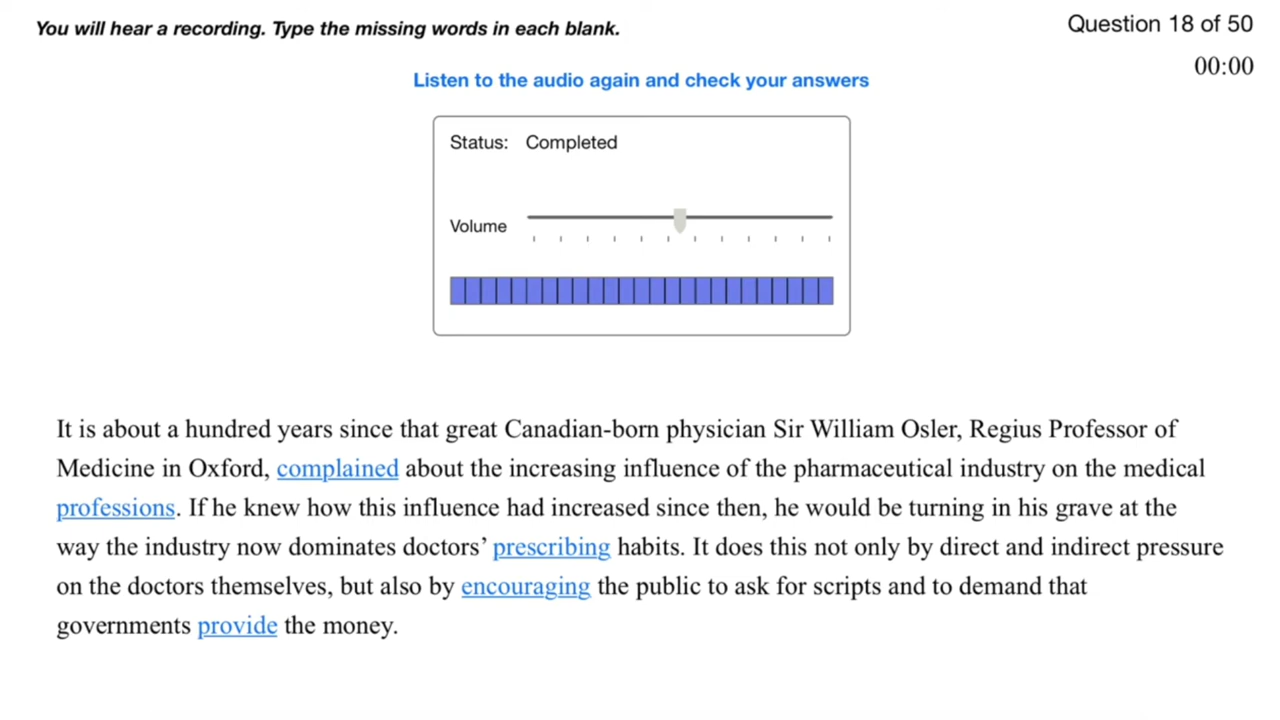 You will hear a recording. Type the missing words in each blank.
Question 18 of 50
00:00
Listen to the audio again and check your answers
Status: Completed
Volume
It is about a hundred years since that great Canadian-born physician Sir William Osler, Regius Professor of
Medicine in Oxford, complained about the increasing influence of the pharmaceutical industry on the medical
professions. If he knew how this influence had increased since then, he would be turning in his grave at the
way the industry now dominates doctors’ prescribing habits. It does this not only by direct and indirect pressure
on the doctors themselves, but also by encouraging the public to ask for scripts and to demand that
governments provide the money.